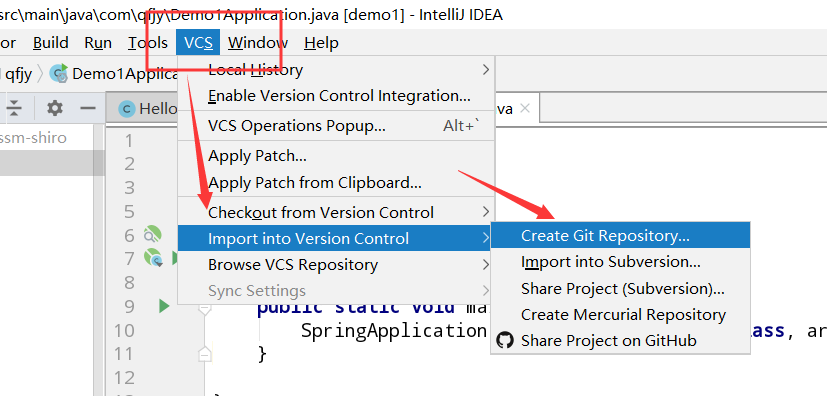 src\main\java\com\qfjy\Demo1Application.java [demo1] - IntelliJ IDEA
or Build Run Tools VCS Window Help
qfjy Demo1Applica
Local History
Enable Version Control Integration...
VCS Operations Popup... Alt+`
Apply Patch...
Apply Patch from Clipboard...
Checkout from Version Control
Import into Version Control
Browse VCS Repository
Sync Settings
Create Git Repository...
Import into Subversion...
Share Project (Subversion)...
Create Mercurial Repository
Share Project on GitHub
ssm-shiro
Hello
va
1
2
3
5
6
7
9
10
11
12
13
public static void ma
SpringApplication
lass, ar
}